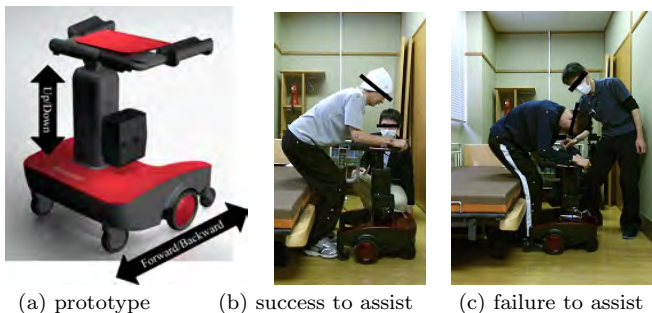 Up/Down
Forward/Backward
(a) prototype (b) success to assist (c) failure to assist